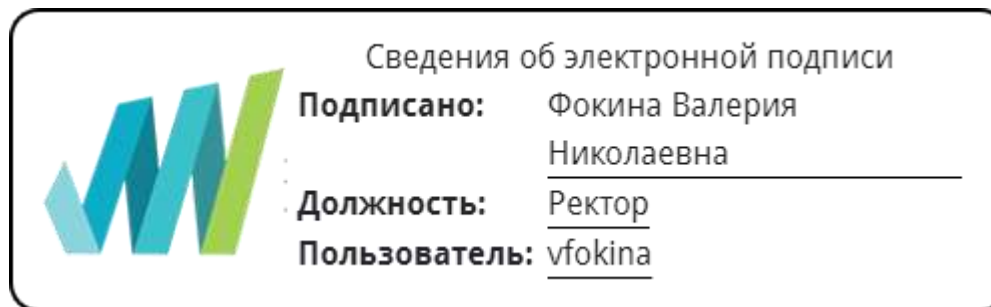 Сведения об электронной подписи
Подписано: Фокина Валерия
Николаевна
Должность: Ректор
Пользователь: vfokina